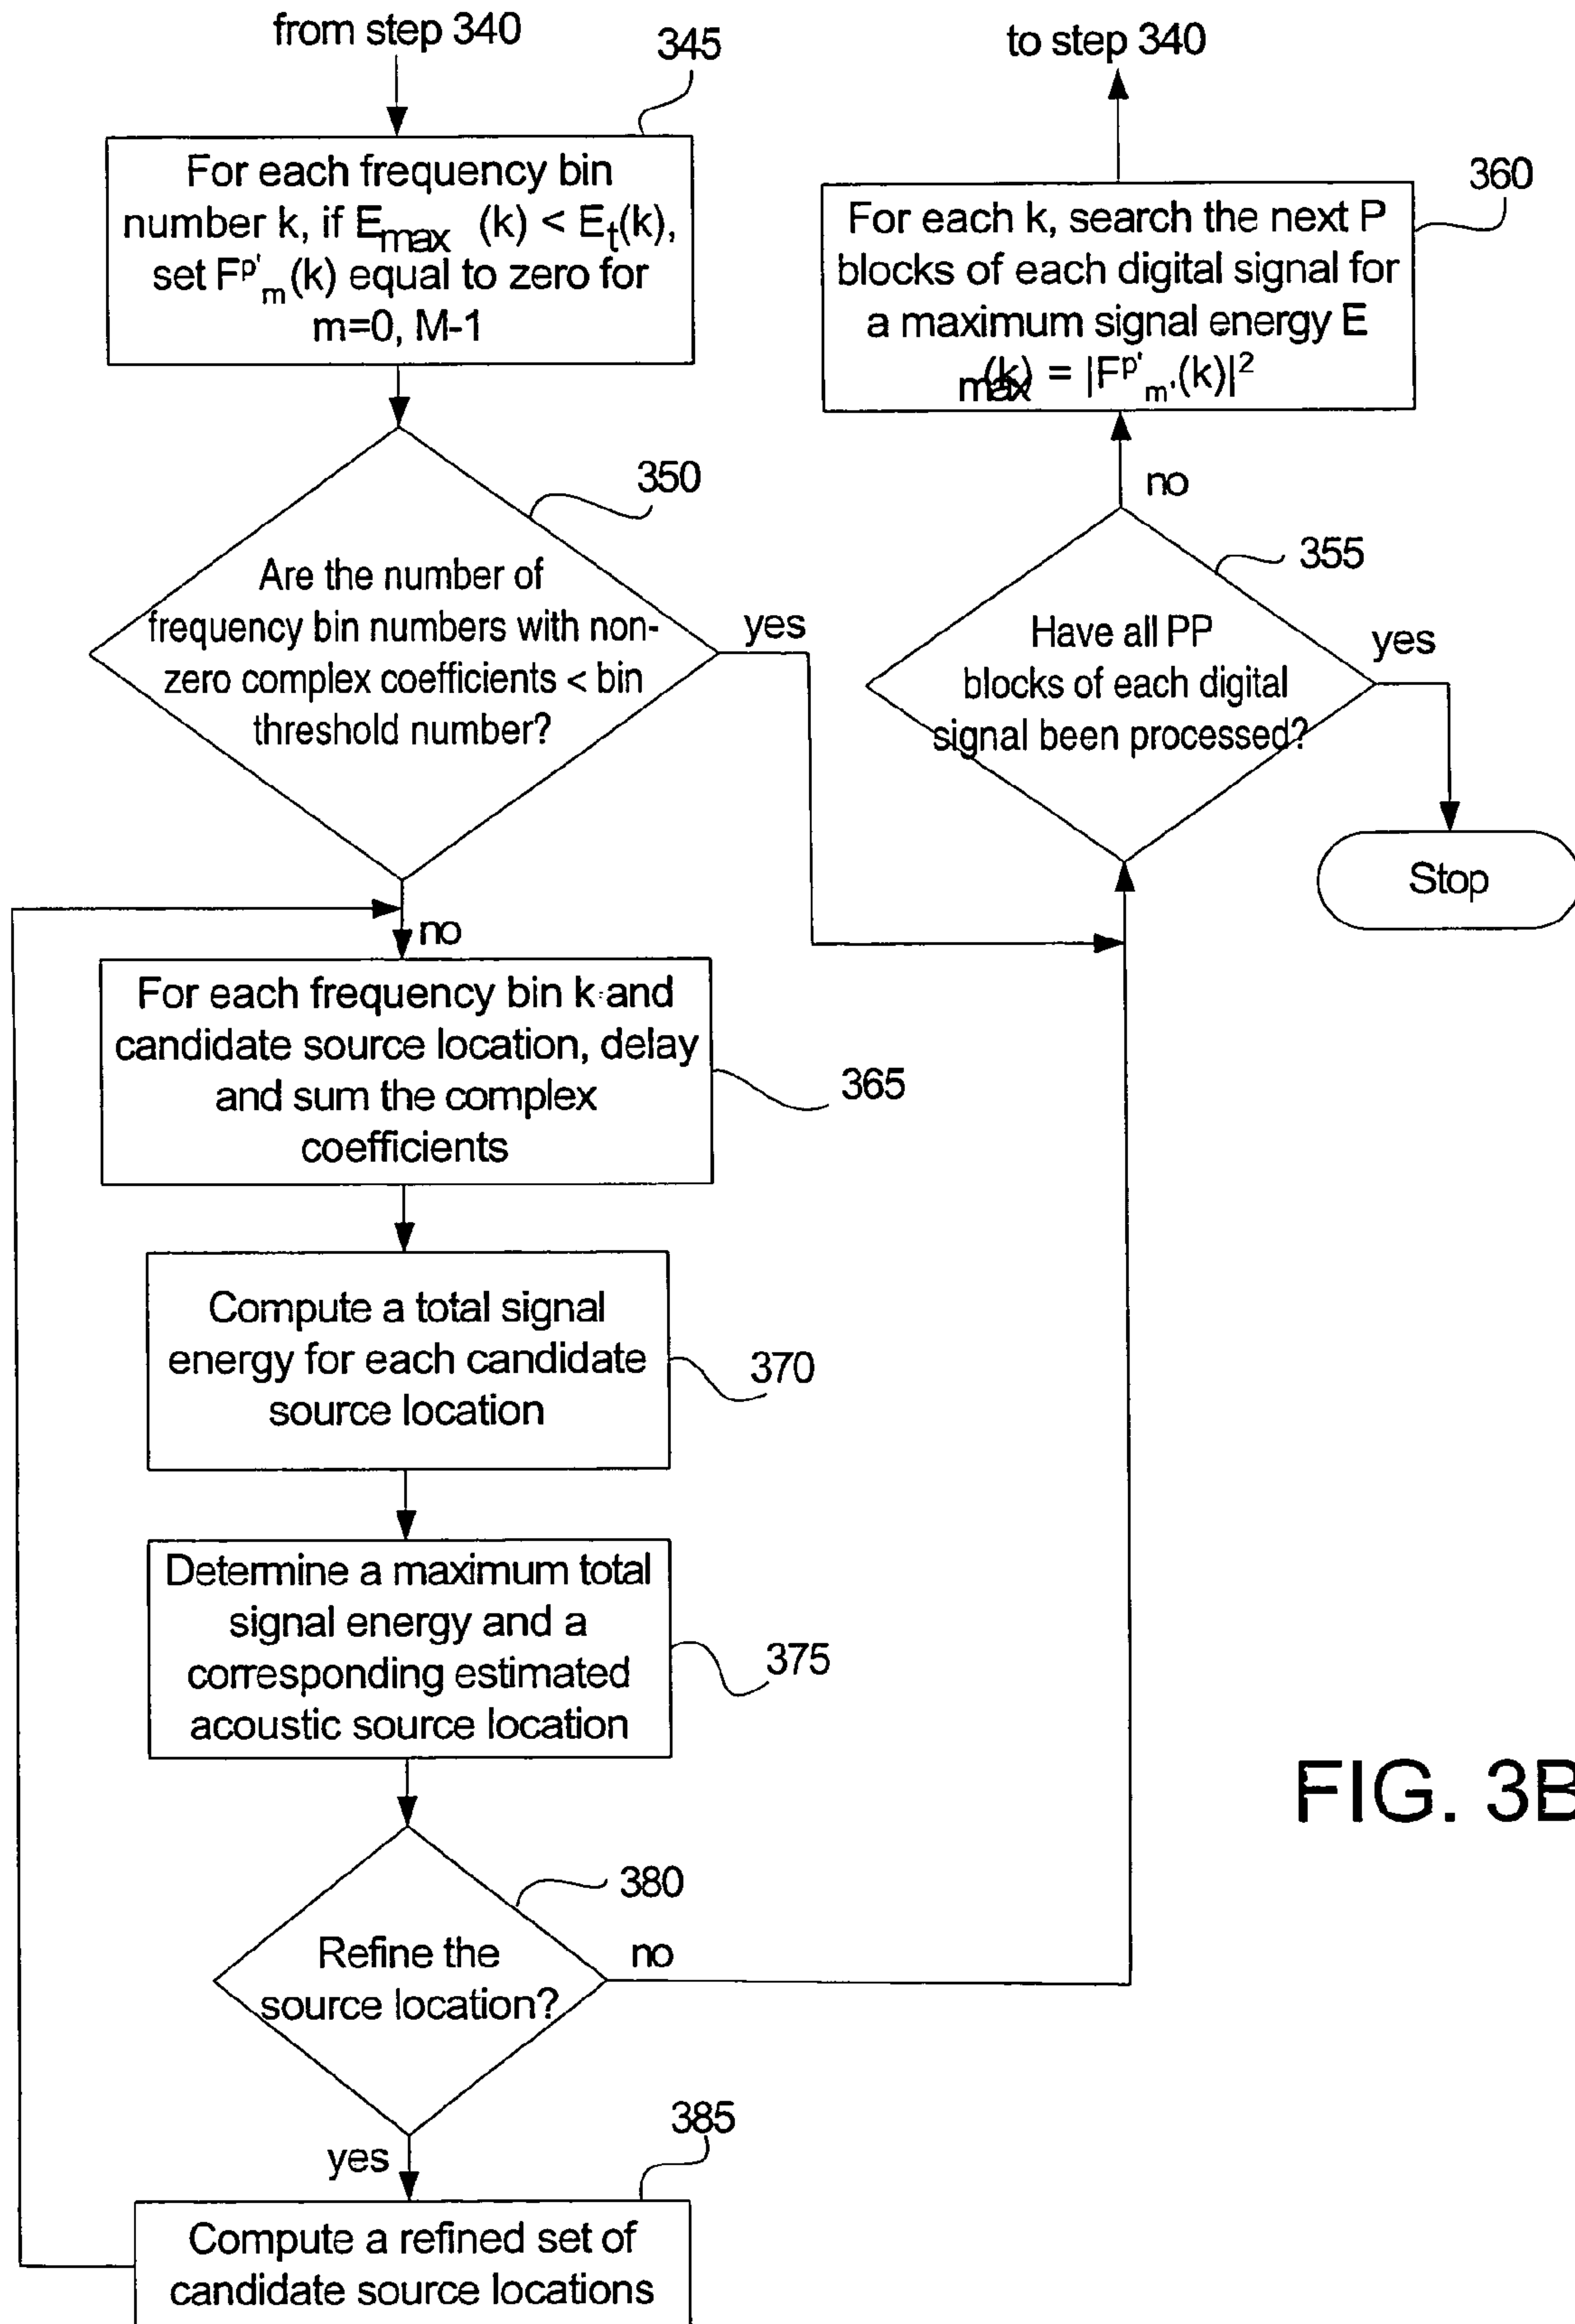 from step 340
345
For each frequency bin
number k, if Emax (k) < Et(k),
set Fp'm(k) equal to zero for
m=0, M-1
350
Are the number of
frequency bin numbers with non-
zero complex coefficients < bin
threshold number?
yes
no
For each frequency bin k and
candidate source location, delay
and sum the complex
coefficients
365
Compute a total signal
energy for each candidate
source location
370
Determine a maximum total
signal energy and a
corresponding estimated
acoustic source location
375
380
Refine the
source location?
no
yes
385
Compute a refined set of
candidate source locations
to step 340
360
For each k, search the next P
blocks of each digital signal for
a maximum signal energy E
max(k) = |Fp'm'(k)|²
no
355
Have all PP
blocks of each digital
signal been processed?
yes
Stop
FIG. 3B